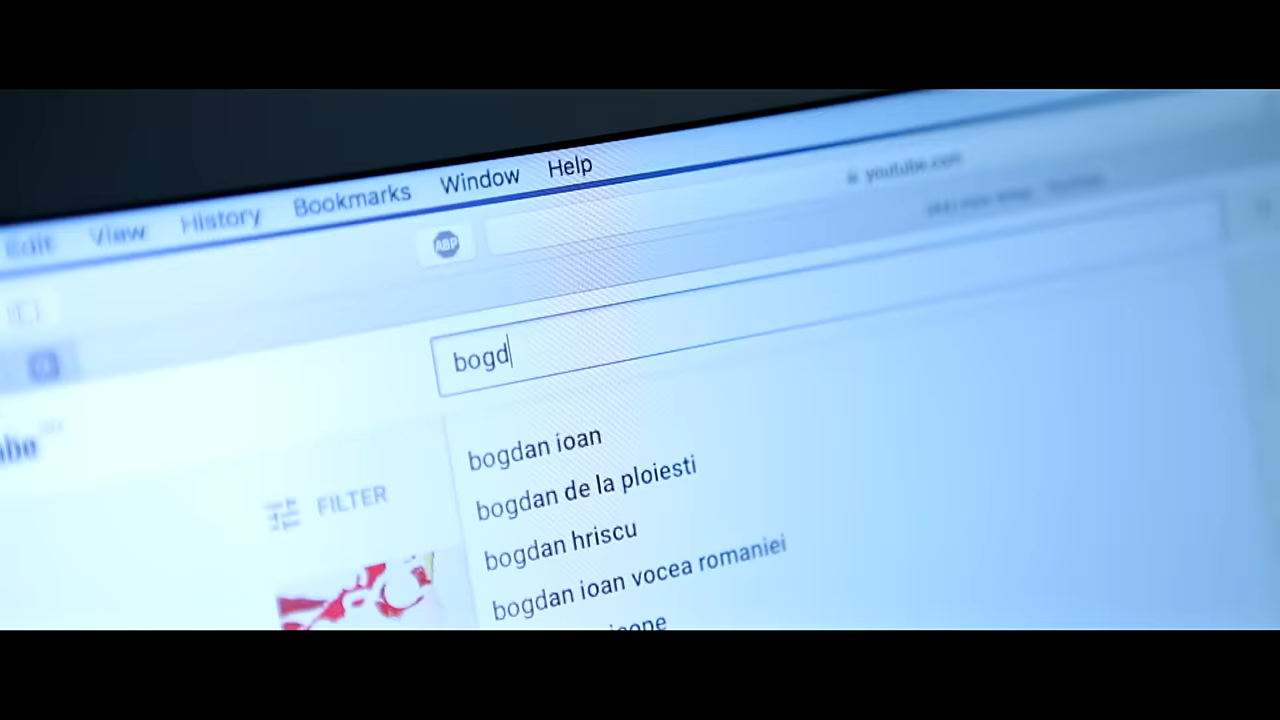 Edit View History Bookmarks Window Help
youtube.com
ABP
bogd
FILTER
bogdan ioan
bogdan de la ploiesti
bogdan hriscu
bogdan ioan vocea romaniei